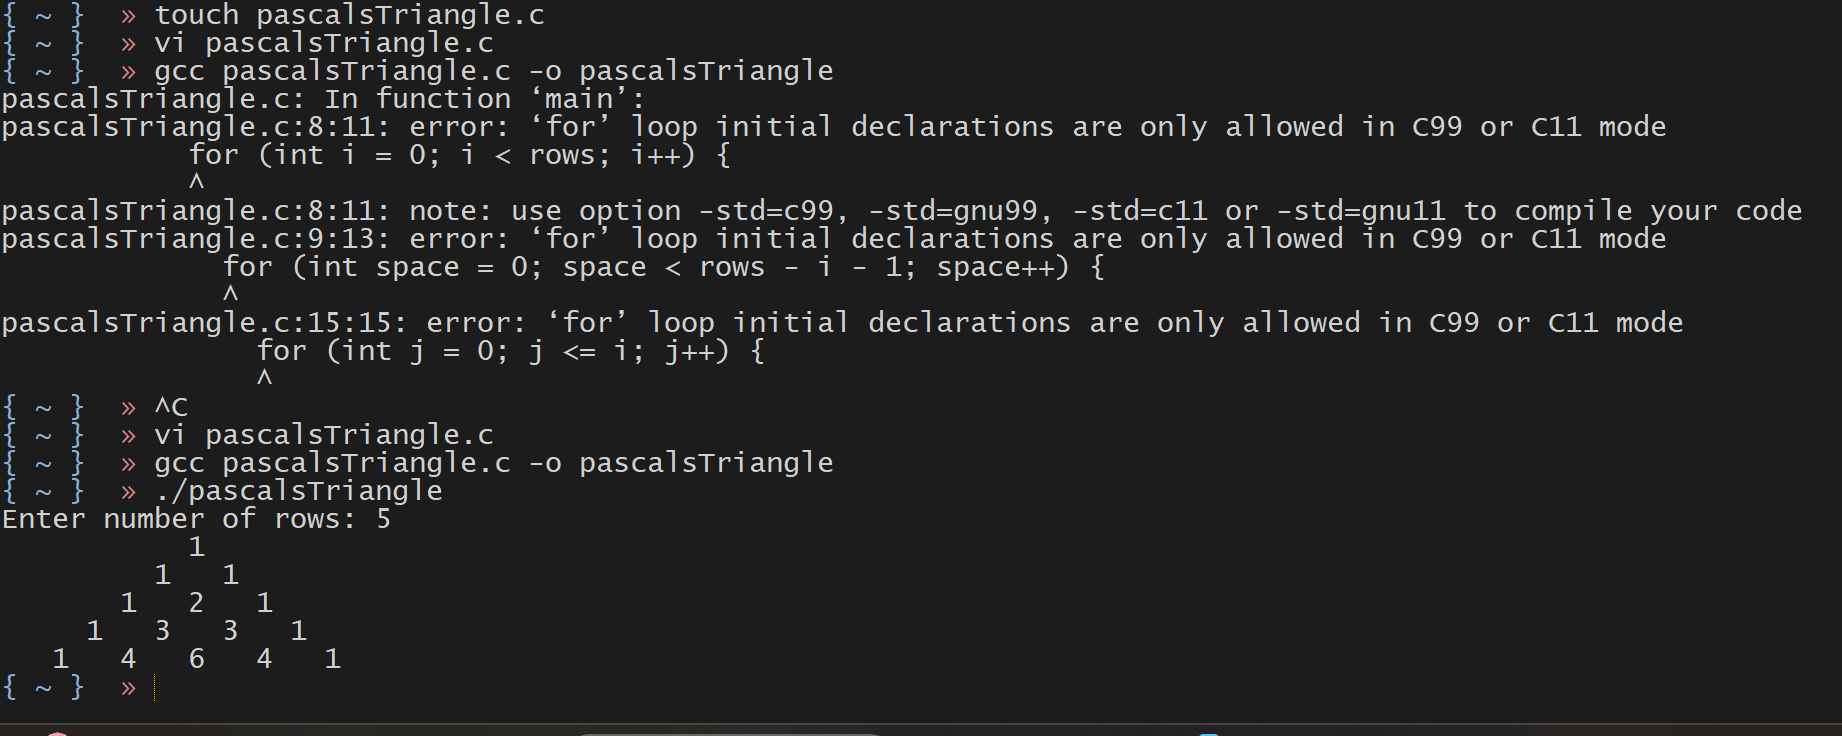 { ~ }  » touch pascalsTriangle.c
{ ~ }  » vi pascalsTriangle.c
{ ~ }  » gcc pascalsTriangle.c -o pascalsTriangle
pascalsTriangle.c: In function ‘main’:
pascalsTriangle.c:8:11: error: ‘for’ loop initial declarations are only allowed in C99 or C11 mode
           for (int i = 0; i < rows; i++) {
           ^
pascalsTriangle.c:8:11: note: use option -std=c99, -std=gnu99, -std=c11 or -std=gnu11 to compile your code
pascalsTriangle.c:9:13: error: ‘for’ loop initial declarations are only allowed in C99 or C11 mode
             for (int space = 0; space < rows - i - 1; space++) {
             ^
pascalsTriangle.c:15:15: error: ‘for’ loop initial declarations are only allowed in C99 or C11 mode
               for (int j = 0; j <= i; j++) {
               ^
{ ~ }  » ^C
{ ~ }  » vi pascalsTriangle.c
{ ~ }  » gcc pascalsTriangle.c -o pascalsTriangle
{ ~ }  » ./pascalsTriangle
Enter number of rows: 5
           1
         1   1
       1   2   1
     1   3   3   1
   1   4   6   4   1
{ ~ }  »